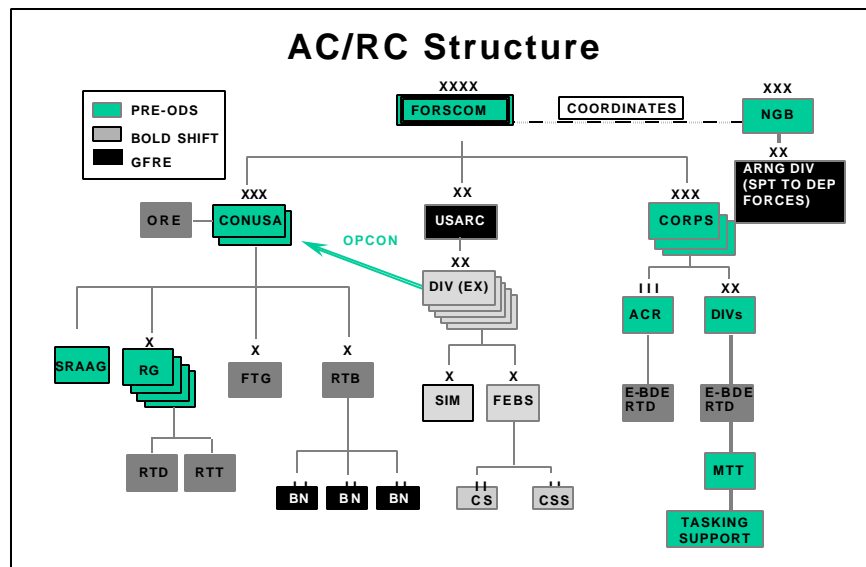 AC/RC Structure
XXXX
XXX
PRE-ODS
BOLD SHIFT
GFRE
FORSCOM
COORDINATES
NGB
XX
ARNG DIV
(SPT TO DEP
FORCES)
XXX
XX
XXX
ORE
CONUSA
USARC
CORPS
OPCON
XX
DIV (EX)
III
XX
ACR
DIVs
X
X
X
SRAAG
RG
FTG
RTB
X
X
SIM
FEBS
E-BDE
RTD
E-BDE
RTD
RTD
RTT
II
II
II
BN
BN
BN
II
II
CS
CSS
MTT
TASKING
SUPPORT